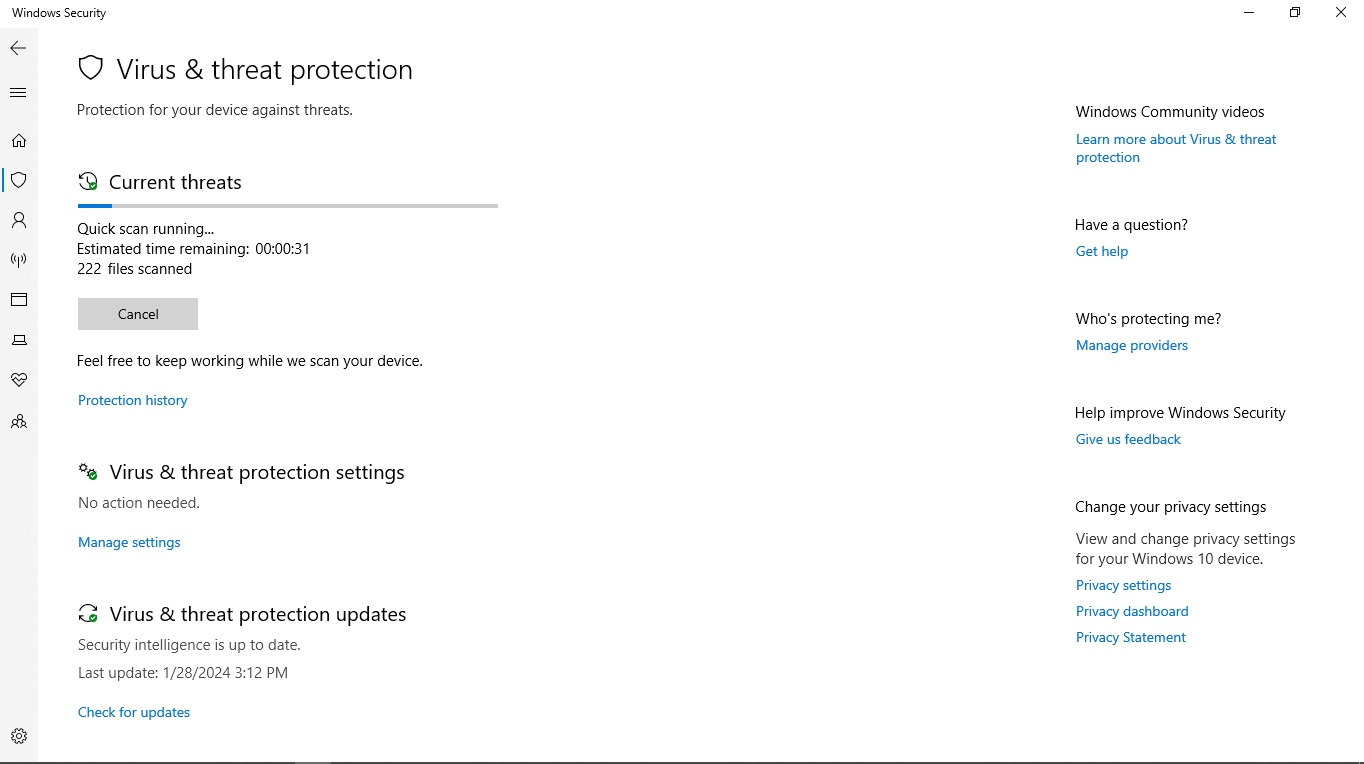 Windows Security
Virus & threat protection
Protection for your device against threats.
Current threats
Quick scan running...
Estimated time remaining: 00:00:31
222 files scanned
Cancel
Feel free to keep working while we scan your device.
Protection history
Virus & threat protection settings
No action needed.
Manage settings
Virus & threat protection updates
Security intelligence is up to date.
Last update: 1/28/2024 3:12 PM
Check for updates
Windows Community videos
Learn more about Virus & threat
protection
Have a question?
Get help
Who's protecting me?
Manage providers
Help improve Windows Security
Give us feedback
Change your privacy settings
View and change privacy settings
for your Windows 10 device.
Privacy settings
Privacy dashboard
Privacy Statement